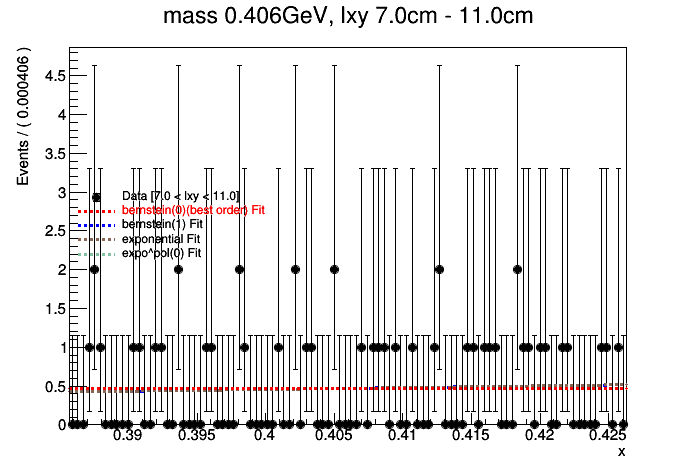 mass 0.406GeV, lxy 7.0cm - 11.0cm
Events / ( 0.000406 )
4.5
4
3.5
3
2.5
2
1.5
1
0.5
0
Data [7.0 < lxy < 11.0]
bernstein(0)(best order) Fit
bernstein(1) Fit
exponential Fit
expo^pol(0) Fit
0.39 0.395 0.4 0.405 0.41 0.415 0.42 0.425
x